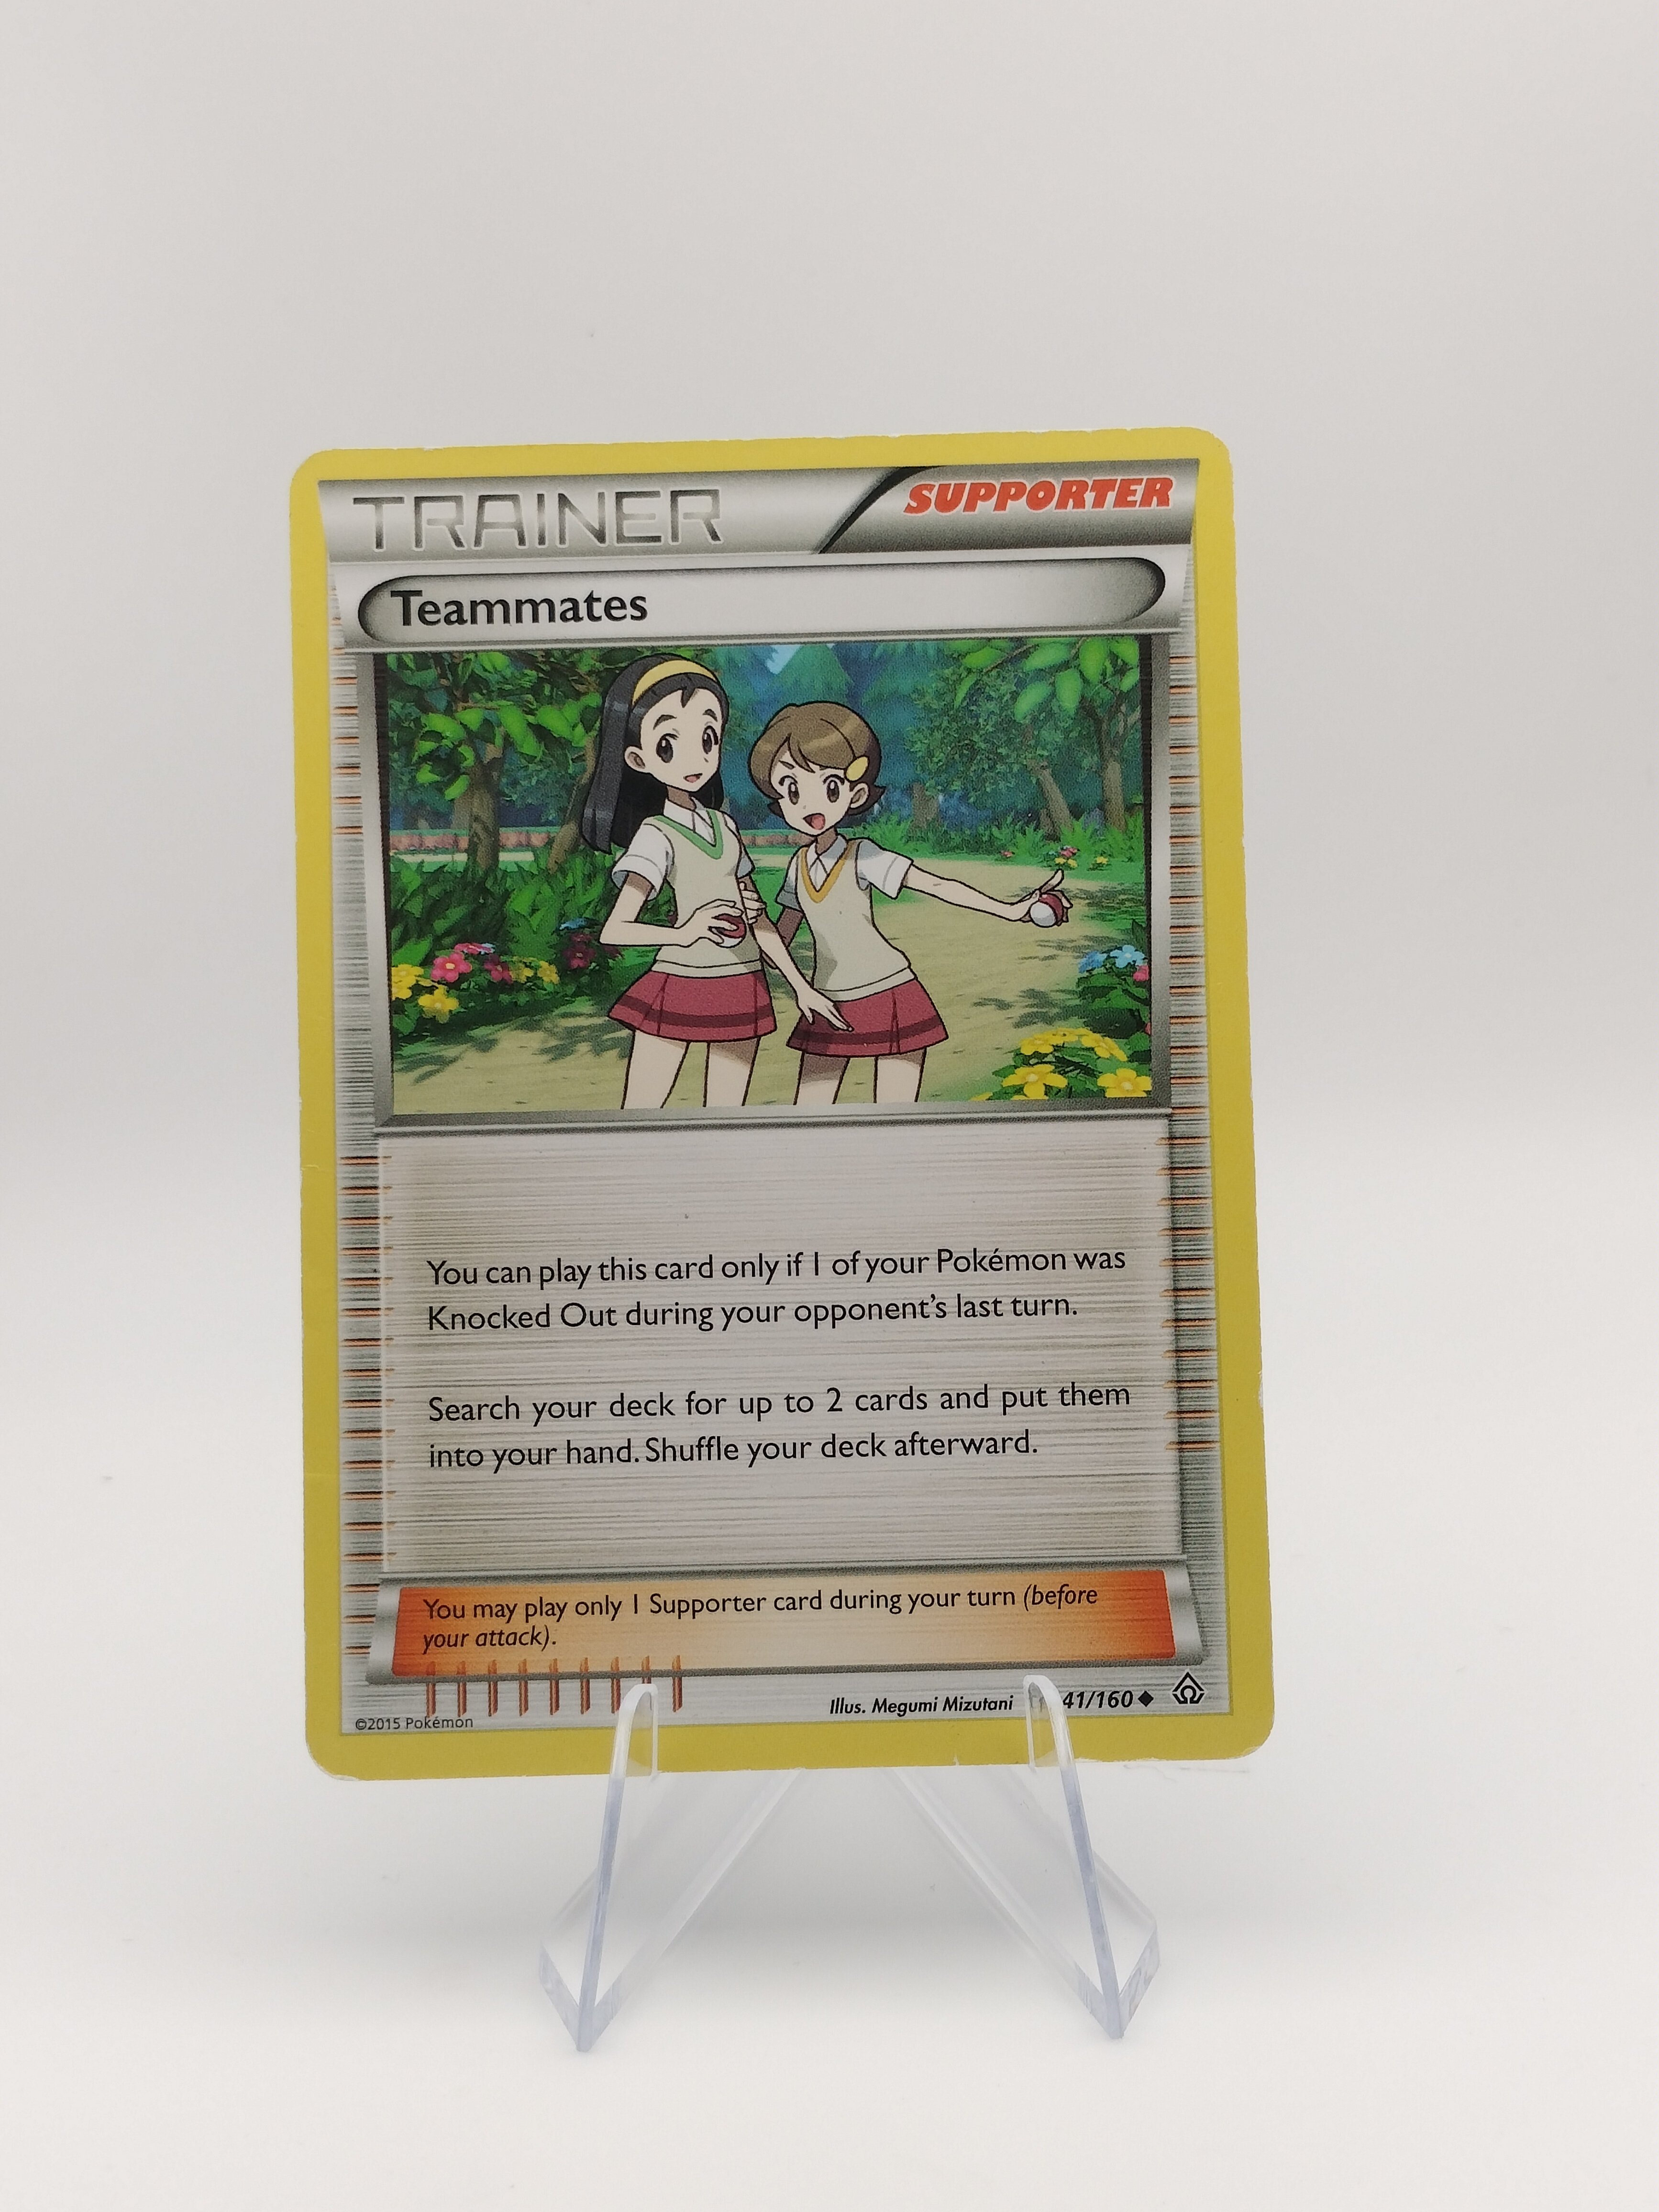 TRAINER
SUPPORTER
Teammates
You can play this card only if 1 of your Pokémon was
Knocked Out during your opponent's last turn.
Search your deck for up to 2 cards and put them
into your hand. Shuffle your deck afterward.
You may play only 1 Supporter card during your turn (before
your attack).
Illus. Megumi Mizutani
41/160
©2015 Pokémon